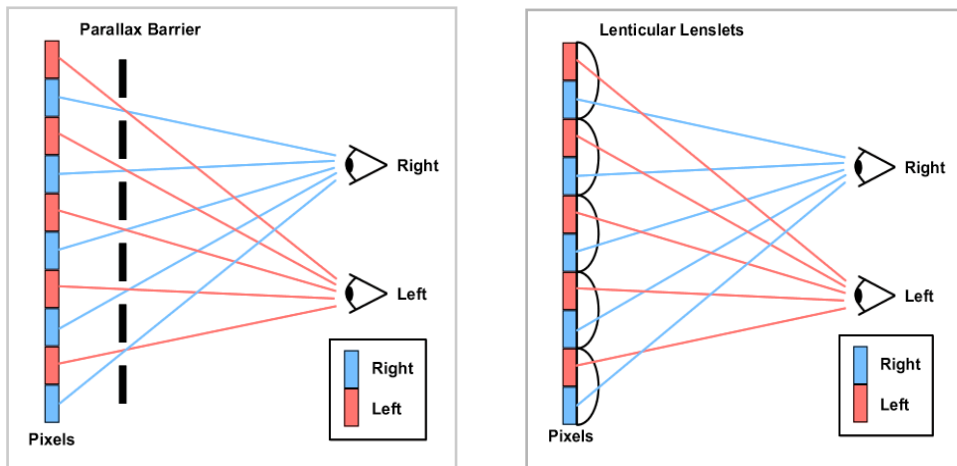 Parallax Barrier
Right
Left
Right
Left
Pixels
Lenticular Lenslets
Right
Left
Right
Left
Pixels